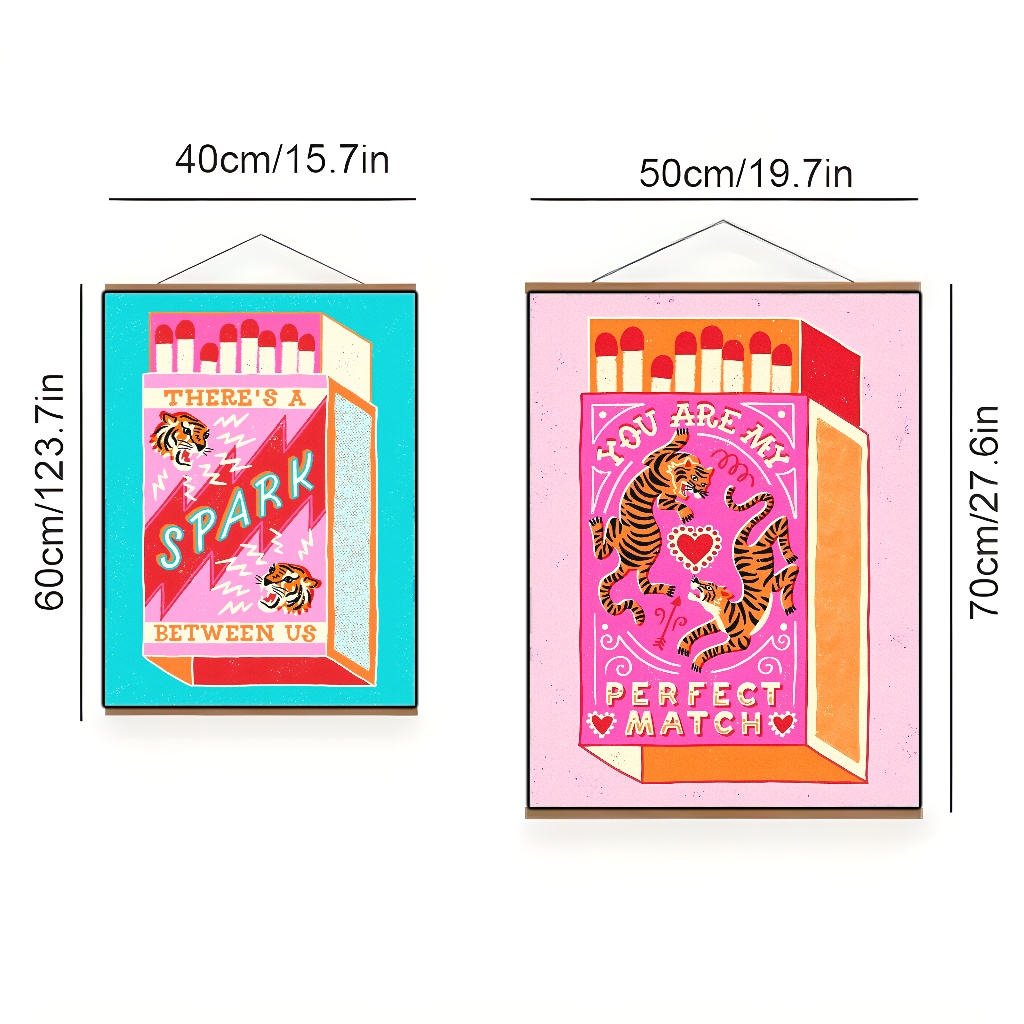 40cm/15.7in
50cm/19.7in
60cm/123.7in
70cm/27.6in
THERE'S A
SPARK
BETWEEN US
YOU ARE MY
PERFECT
MATCH